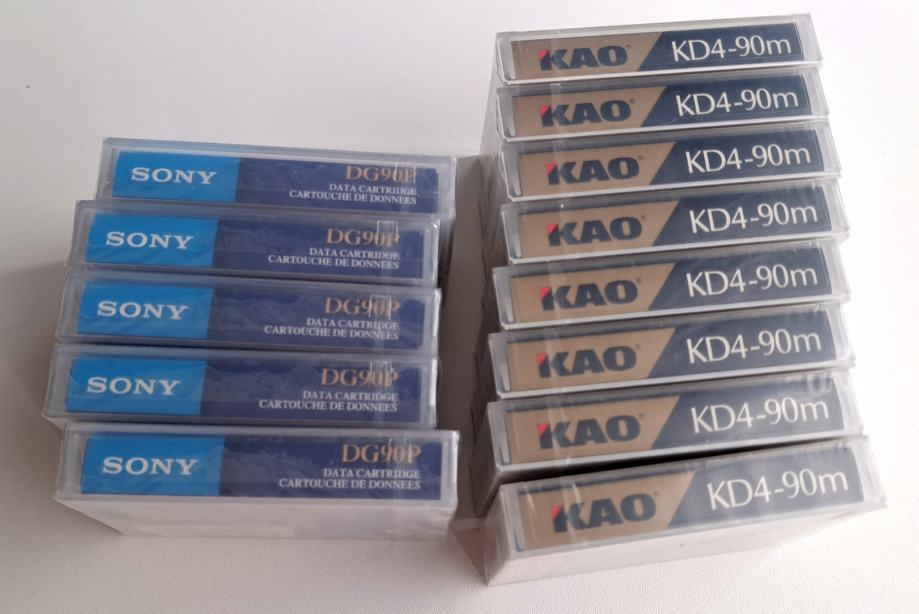 SONY
DG90P
DATA CARTRIDGE
CARTOUCHE DE DONNEES
SONY
DG90P
DATA CARTRIDGE
CARTOUCHE DE DONNEES
SONY
DG90P
DATA CARTRIDGE
CARTOUCHE DE DONNEES
SONY
DG90P
DATA CARTRIDGE
CARTOUCHE DE DONNEES
SONY
DG90P
DATA CARTRIDGE
CARTOUCHE DE DONNEES
KAO KD4-90m
KAO KD4-90m
KAO KD4-90m
KAO KD4-90m
KAO KD4-90m
KAO KD4-90m
KAO KD4-90m
KAO KD4-90m